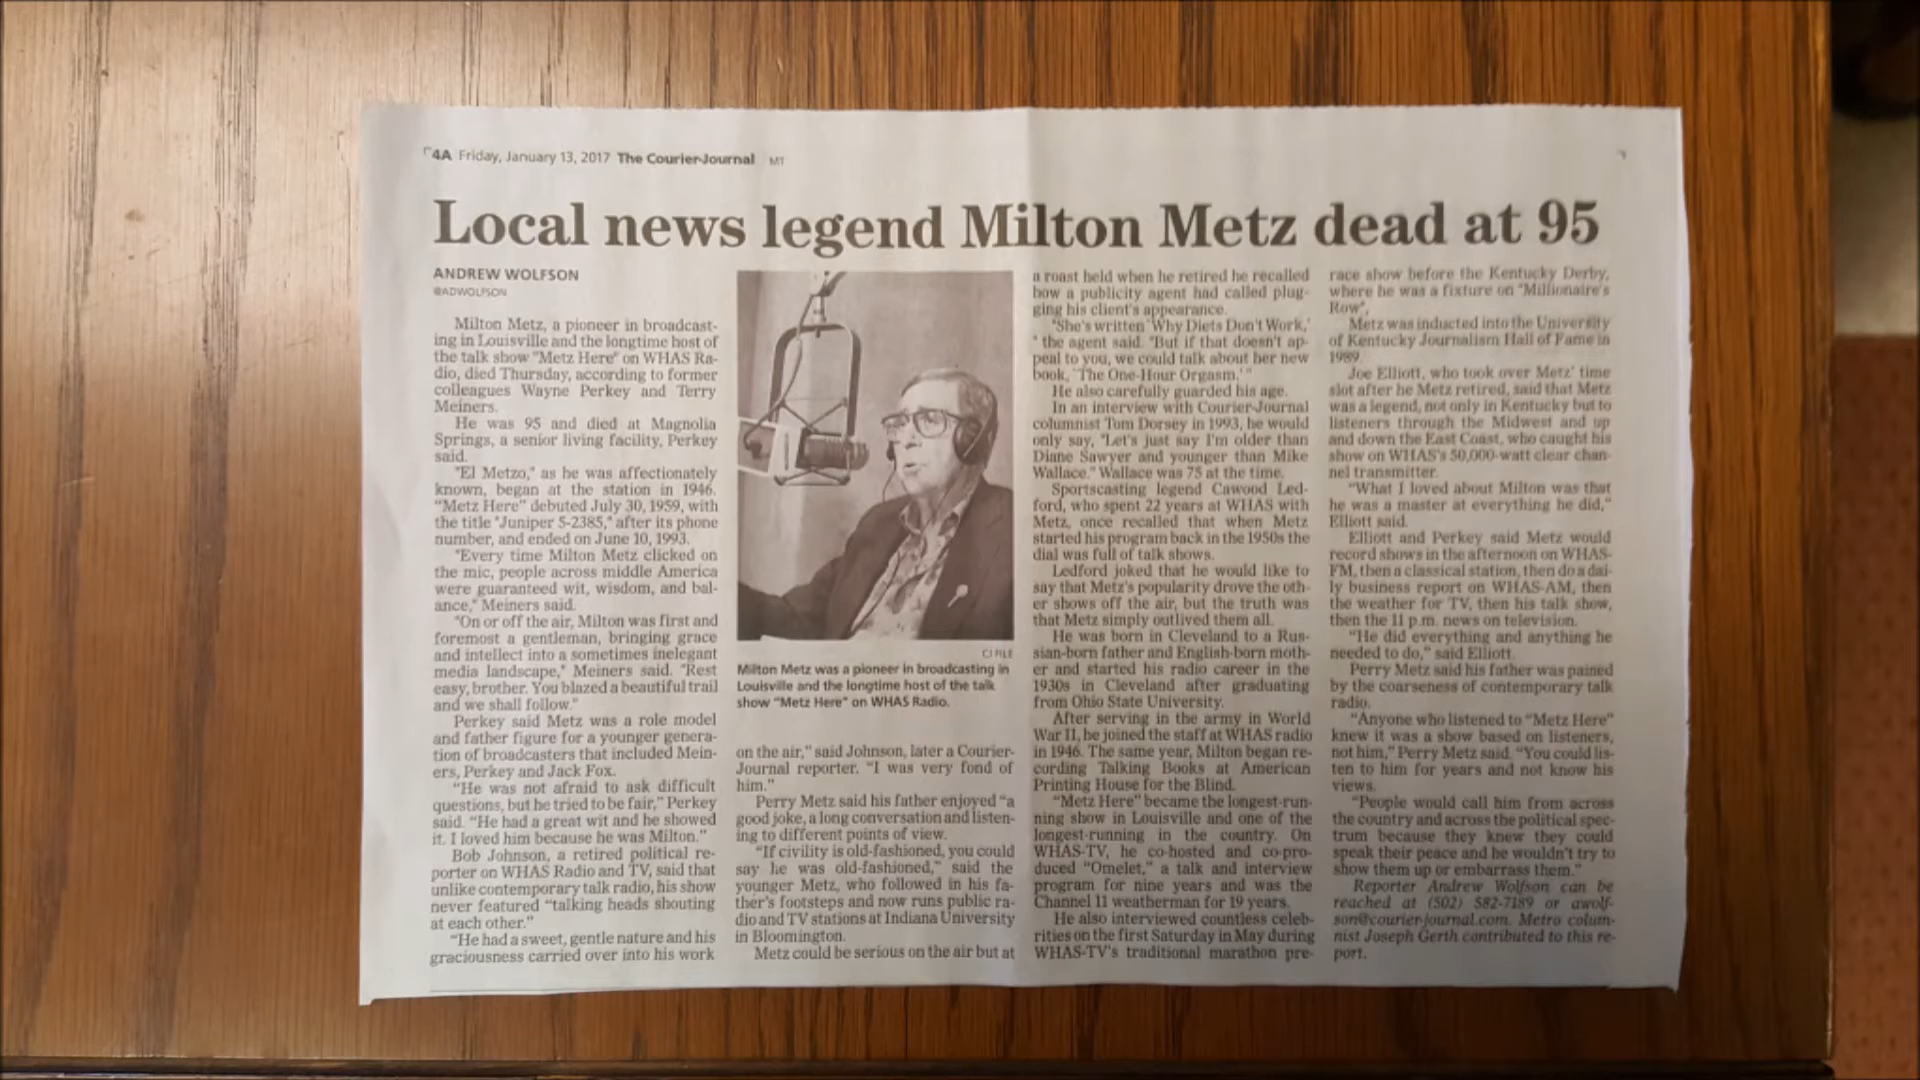 4A Friday, January 13, 2017 The Courier-Journal MT
Local news legend Milton Metz dead at 95
ANDREW WOLFSON
@ADWOLFSON
Milton Metz, a pioneer in broadcast-
ing in Louisville and the longtime host of
the talk show "Metz Here" on WHAS Ra-
dio, died Thursday, according to former
colleagues Wayne Perkey and Terry
Meiners.
He was 95 and died at Magnolia
Springs, a senior living facility, Perkey
said.
"El Metzo," as he was affectionately
known, began at the station in 1946.
"Metz Here" debuted July 30, 1959, with
the title "Juniper 5-2385," after its phone
number, and ended on June 10, 1993.
"Every time Milton Metz clicked on
the mic, people across middle America
were guaranteed wit, wisdom, and bal-
ance," Meiners said.
"On or off the air, Milton was first and
foremost a gentleman, bringing grace
and intellect into a sometimes inelegant
media landscape," Meiners said. "Rest
easy, brother. You blazed a beautiful trail
and we shall follow."
Perkey said Metz was a role model
and father figure for a younger genera-
tion of broadcasters that included Mein-
ers, Perkey and Jack Fox.
"He was not afraid to ask difficult
questions, but he tried to be fair," Perkey
said. "He had a great wit and he showed
it. I loved him because he was Milton."
Bob Johnson, a retired political re-
porter on WHAS Radio and TV, said that
unlike contemporary talk radio, his show
never featured "talking heads shouting
at each other."
"He had a sweet, gentle nature and his
graciousness carried over into his work
CJ FILE
Milton Metz was a pioneer in broadcasting in
Louisville and the longtime host of the talk
show "Metz Here" on WHAS Radio.
on the air," said Johnson, later a Courier-
Journal reporter. "I was very fond of
him."
Perry Metz said his father enjoyed "a
good joke, a long conversation and listen-
ing to different points of view.
"If civility is old-fashioned, you could
say he was old-fashioned," said the
younger Metz, who followed in his fa-
ther's footsteps and now runs public ra-
dio and TV stations at Indiana University
in Bloomington.
Metz could be serious on the air but at
a roast held when he retired he recalled
how a publicity agent had called plug-
ging his client's appearance.
"She's written 'Why Diets Don't Work,'
" the agent said. "But if that doesn't ap-
peal to you, we could talk about her new
book, 'The One-Hour Orgasm.' "
He also carefully guarded his age.
In an interview with Courier-Journal
columnist Tom Dorsey in 1993, he would
only say, "Let's just say I'm older than
Diane Sawyer and younger than Mike
Wallace." Wallace was 75 at the time.
Sportscasting legend Cawood Led-
ford, who spent 22 years at WHAS with
Metz, once recalled that when Metz
started his program back in the 1950s the
dial was full of talk shows.
Ledford joked that he would like to
say that Metz's popularity drove the oth-
er shows off the air, but the truth was
that Metz simply outlived them all.
He was born in Cleveland to a Rus-
sian-born father and English-born moth-
er and started his radio career in the
1930s in Cleveland after graduating
from Ohio State University.
After serving in the army in World
War II, he joined the staff at WHAS radio
in 1946. The same year, Milton began re-
cording Talking Books at American
Printing House for the Blind.
"Metz Here" became the longest-run-
ning show in Louisville and one of the
longest-running in the country. On
WHAS-TV, he co-hosted and co-pro-
duced "Omelet," a talk and interview
program for nine years and was the
Channel 11 weatherman for 19 years.
He also interviewed countless celeb-
rities on the first Saturday in May during
WHAS-TV's traditional marathon pre-
race show before the Kentucky Derby,
where he was a fixture on "Millionaire's
Row".
Metz was inducted into the University
of Kentucky Journalism Hall of Fame in
1989.
Joe Elliott, who took over Metz' time
slot after he Metz retired, said that Metz
was a legend, not only in Kentucky but to
listeners through the Midwest and up
and down the East Coast, who caught his
show on WHAS's 50,000-watt clear chan-
nel transmitter.
"What I loved about Milton was that
he was a master at everything he did,"
Elliott said.
Elliott and Perkey said Metz would
record shows in the afternoon on WHAS-
FM, then a classical station, then do a dai-
ly business report on WHAS-AM, then
the weather for TV, then his talk show,
then the 11 p.m. news on television.
"He did everything and anything he
needed to do," said Elliott.
Perry Metz said his father was pained
by the coarseness of contemporary talk
radio.
"Anyone who listened to "Metz Here"
knew it was a show based on listeners,
not him," Perry Metz said. "You could lis-
ten to him for years and not know his
views.
"People would call him from across
the country and across the political spec-
trum because they knew they could
speak their peace and he wouldn't try to
show them up or embarrass them."
Reporter Andrew Wolfson can be
reached at (502) 582-7189 or awolf-
son@courier-journal.com. Metro colum-
nist Joseph Gerth contributed to this re-
port.